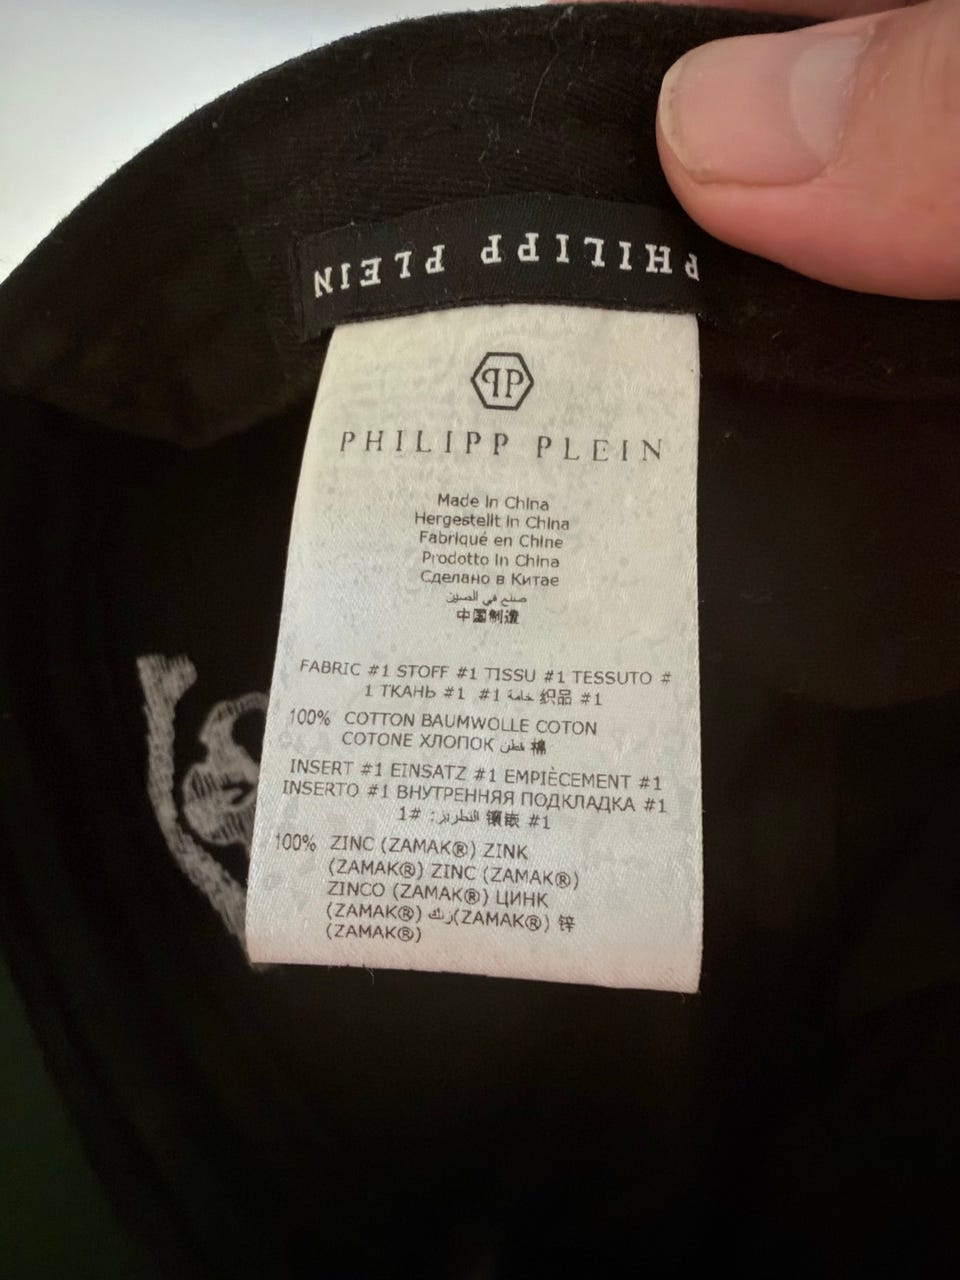 PHILIPP PLEIN
PHILIPP PLEIN
Made in China
Hergestellt in China
Fabriqué en Chine
Prodotto in China
Сделано в Китае
صنع في الصين
中国制造
FABRIC #1 STOFF #1 TISSU #1 TESSUTO #
1 ТКАНЬ #1 #1 خامة 织品 #1
100% COTTON BAUMWOLLE COTON
COTONE ХЛОПОК قطن 棉
INSERT #1 EINSATZ #1 EMPIÈCEMENT #1
INSERTO #1 ВНУТРЕННЯЯ ПОДКЛАДКА #1
1# :التطريز 镶嵌 #1
100% ZINC (ZAMAK®) ZINK
(ZAMAK®) ZINC (ZAMAK®)
ZINCO (ZAMAK®) ЦИНК
(ZAMAK®) زنك(ZAMAK®) 锌
(ZAMAK®)